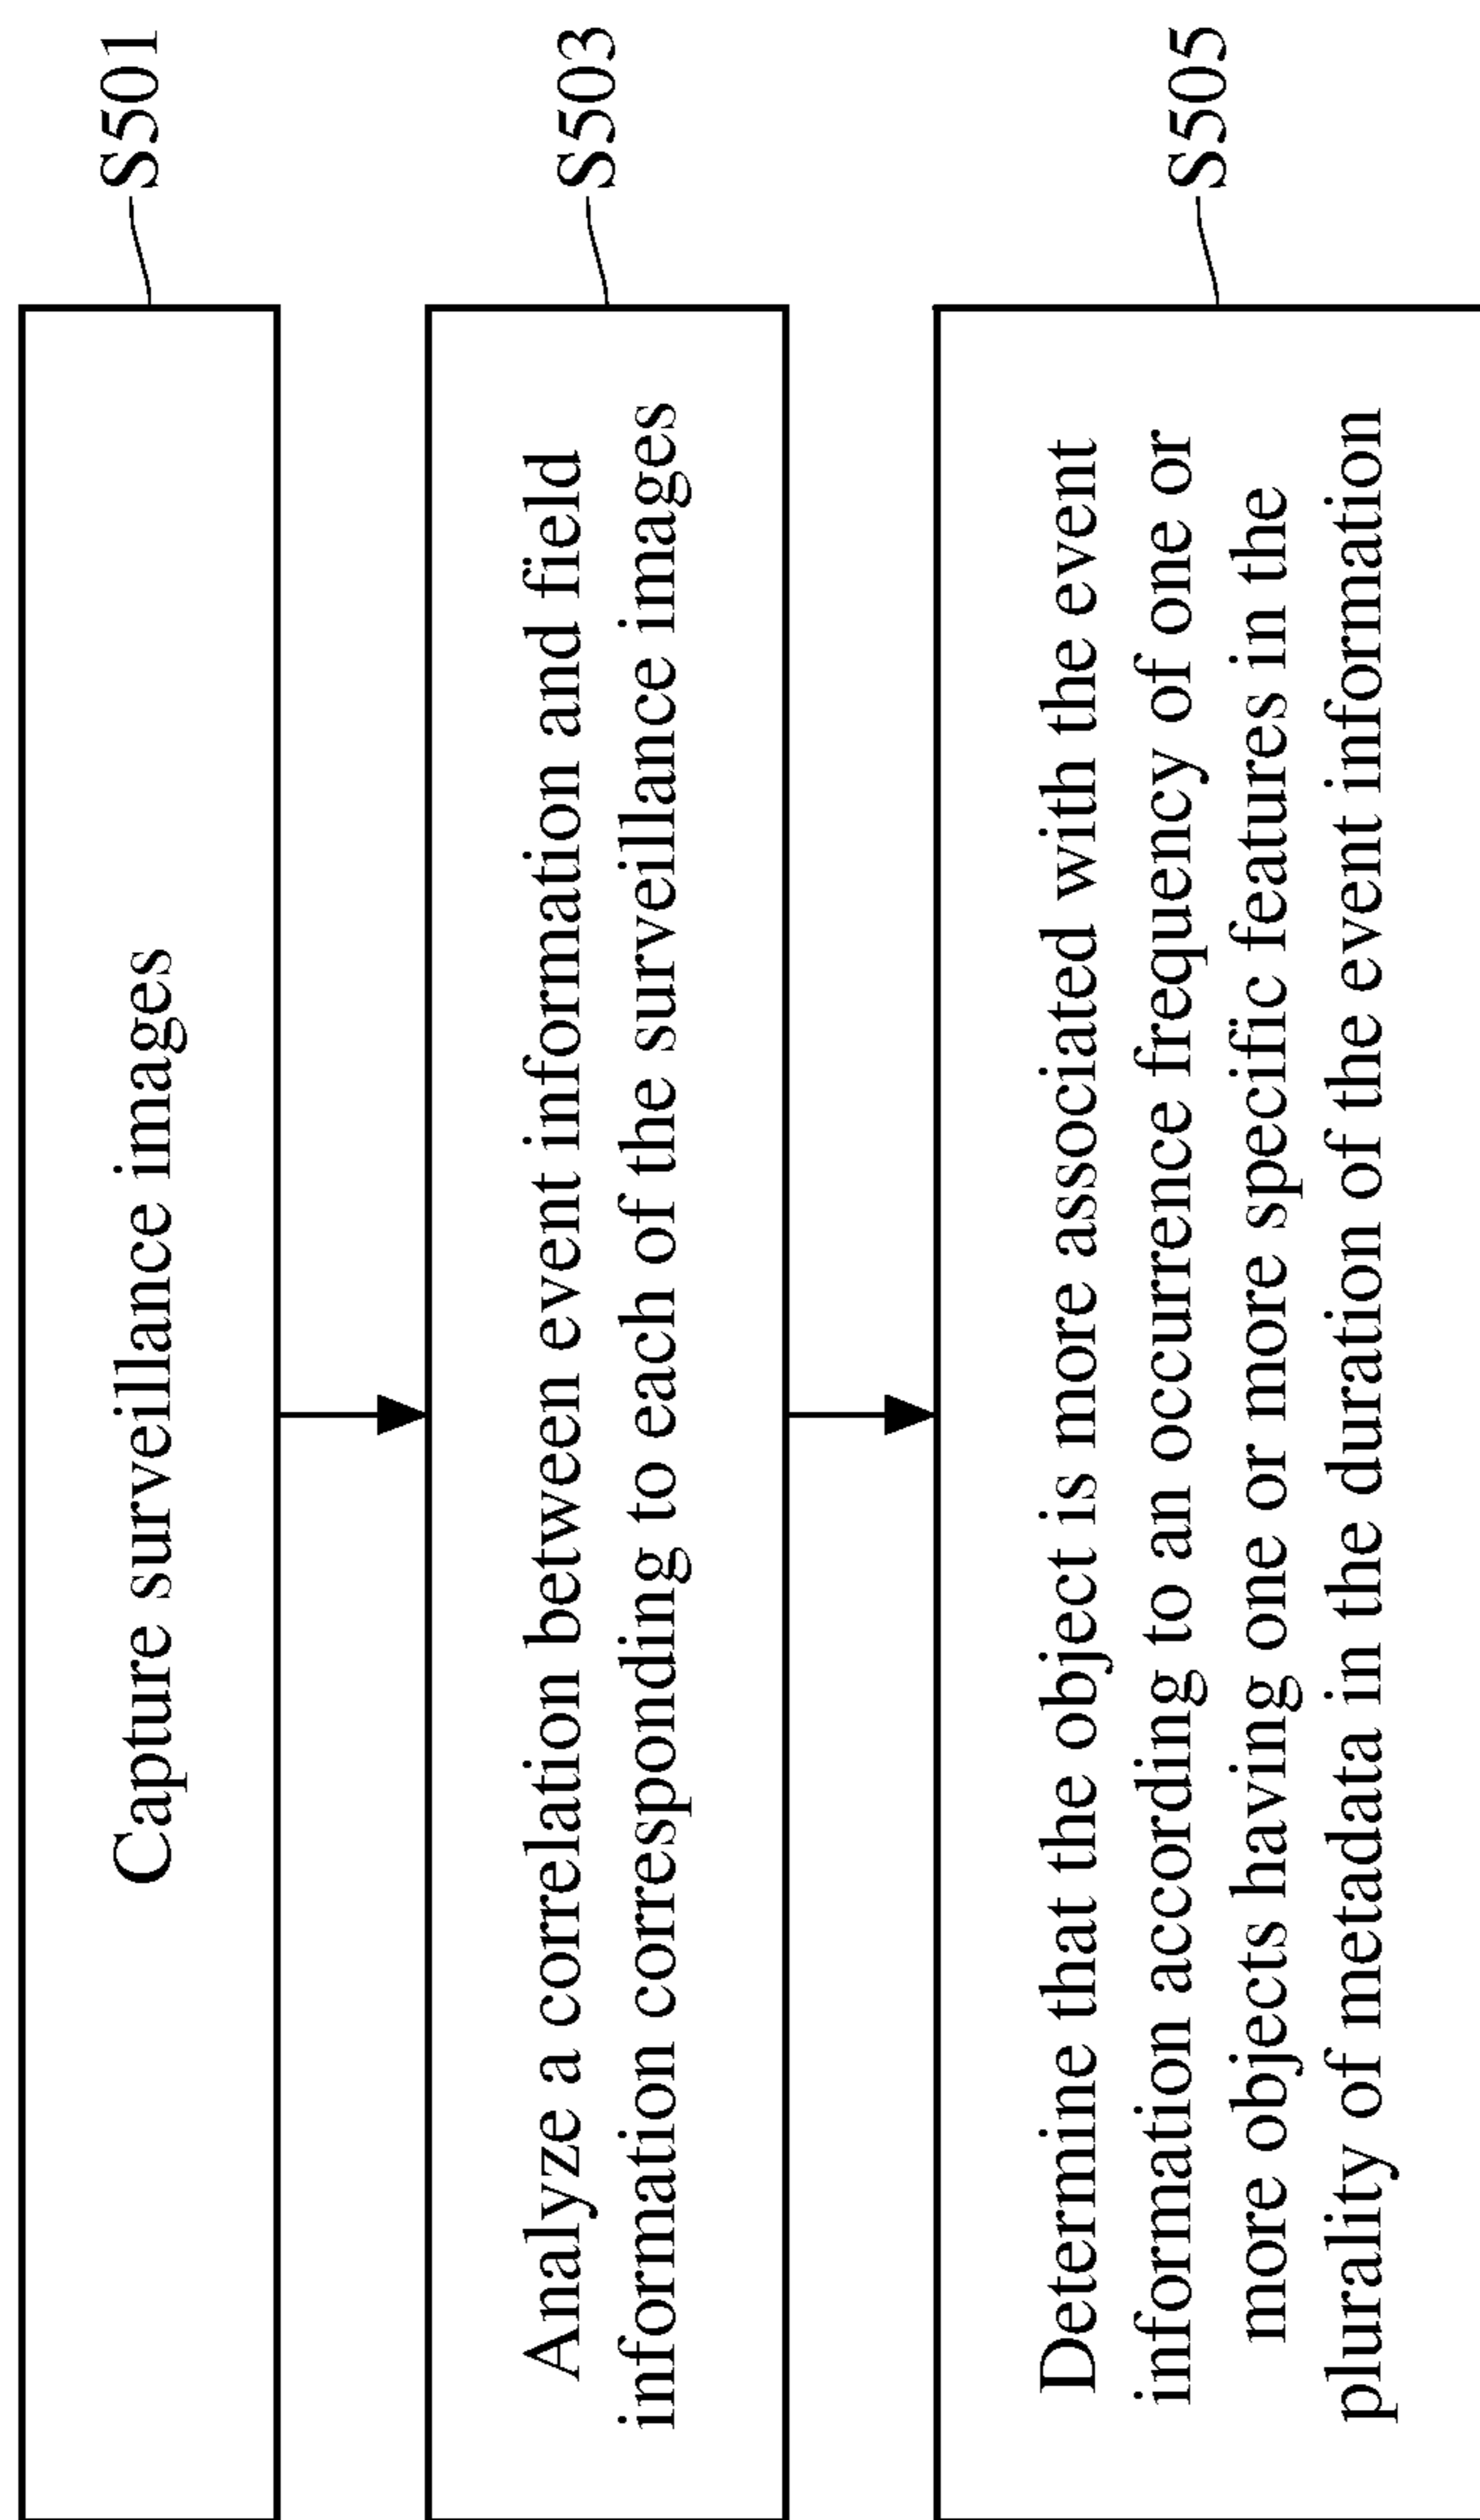 S501
Capture surveillance images
S503
Analyze a correlation between event information and field
information corresponding to each of the surveillance images
S505
Determine that the object is more associated with the event
information according to an occurrence frequency of one or
more objects having one or more specific features in the
plurality of metadata in the duration of the event information